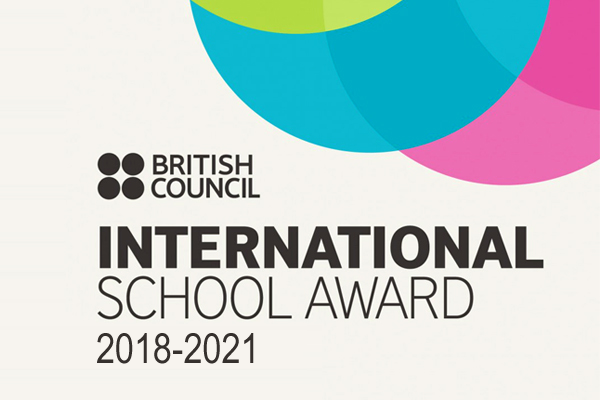 BRITISH
COUNCIL
INTERNATIONAL
SCHOOL AWARD
2018-2021